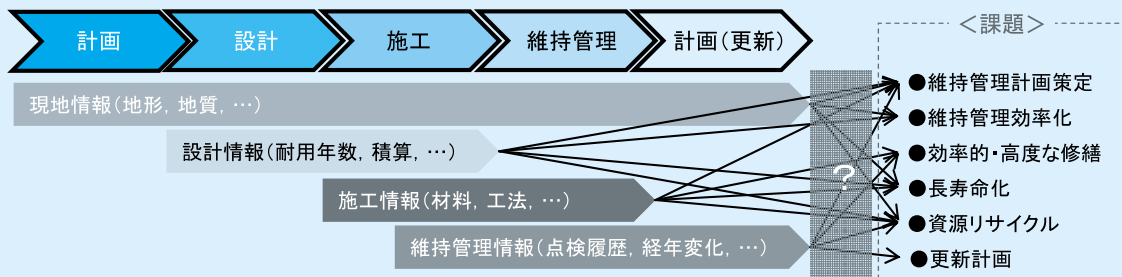 計画
設計
施工
維持管理
計画(更新)
<課題>
現地情報(地形, 地質, …)
設計情報(耐用年数, 積算, …)
施工情報(材料, 工法, …)
維持管理情報(点検履歴, 経年変化, …)
?
●維持管理計画策定
●維持管理効率化
●効率的・高度な修繕
●長寿命化
●資源リサイクル
●更新計画